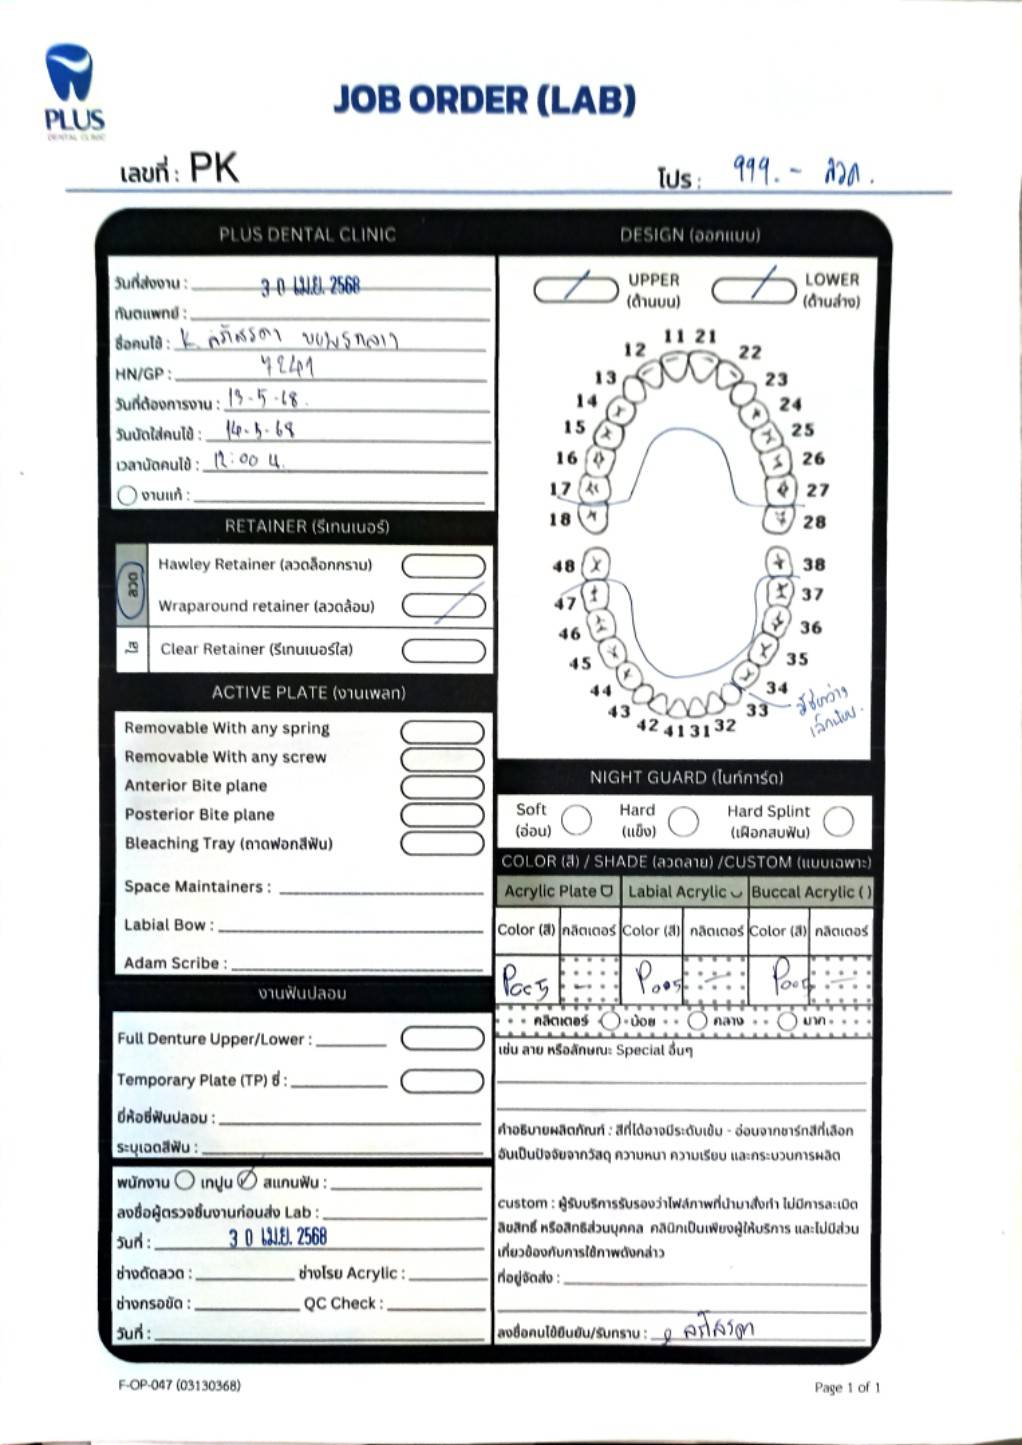 PLUS
DENTAL CLINIC
JOB ORDER (LAB)
เลขที่ : PK
โปร : 999.- ลวด.
PLUS DENTAL CLINIC
วันที่ส่งงาน : 30 เม.ย. 2568
ทันตแพทย์ :
ชื่อคนไข้ :
HN/GP : 7241
วันที่ต้องการงาน : 13-5-68.
วันนัดใส่คนไข้ : 14-5-68
เวลานัดคนไข้ : 12:00 น.
งานแก้ :
RETAINER (รีเทนเนอร์)
ลวด
Hawley Retainer (ลวดล็อกกราม)
Wraparound retainer (ลวดล้อม)
ใส
Clear Retainer (รีเทนเนอร์ใส)
ACTIVE PLATE (งานเพลท)
Removable With any spring
Removable With any screw
Anterior Bite plane
Posterior Bite plane
Bleaching Tray (ถาดฟอกสีฟัน)
Space Maintainers :
Labial Bow :
Adam Scribe :
งานฟันปลอม
Full Denture Upper/Lower :
Temporary Plate (TP) ซี่ :
ยี่ห้อซี่ฟันปลอม :
ระบุเฉดสีฟัน :
พนักงาน เทปูน สแกนฟัน :
ลงชื่อผู้ตรวจชิ้นงานก่อนส่ง Lab :
วันที่ : 30 เม.ย. 2568
ช่างดัดลวด : ช่างโรย Acrylic :
ช่างกรอขัด : QC Check :
วันที่ :
DESIGN (ออกแบบ)
UPPER LOWER
(ด้านบน) (ด้านล่าง)
11 21
12 22
13 23
14 24
15 25
16 26
17 27
18 28
48 38
47 37
46 36
45 35
44 34
43 33
42 41 31 32
มีช่องว่าง
เล็กน้อย.
NIGHT GUARD (ไนท์การ์ด)
Soft Hard Hard Splint
(อ่อน) (แข็ง) (เฝือกสบฟัน)
COLOR (สี) / SHADE (ลวดลาย) /CUSTOM (แบบเฉพาะ)
Acrylic Plate Labial Acrylic Buccal Acrylic ( )
Color (สี) กลิตเตอร์ Color (สี) กลิตเตอร์ Color (สี) กลิตเตอร์
P005 - P005 - P005 -
กลิตเตอร์ น้อย กลาง มาก
เช่น ลาย หรือลักษณะ Special อื่นๆ
คำอธิบายผลิตภัณฑ์ : สีที่ได้อาจมีระดับเข้ม - อ่อนจากชาร์ทสีที่เลือก
อันเป็นปัจจัยจากวัสดุ ความหนา ความเรียบ และกระบวนการผลิต
custom : ผู้รับบริการรับรองว่าไฟล์ภาพที่นำมาสั่งทำ ไม่มีการละเมิด
ลิขสิทธิ์ หรือสิทธิส่วนบุคคล คลินิกเป็นเพียงผู้ให้บริการ และไม่มีส่วน
เกี่ยวข้องกับการใช้ภาพดังกล่าว
ที่อยู่จัดส่ง :
ลงชื่อคนไข้ยืนยัน/รับทราบ :
F-OP-047 (03130368)
Page 1 of 1